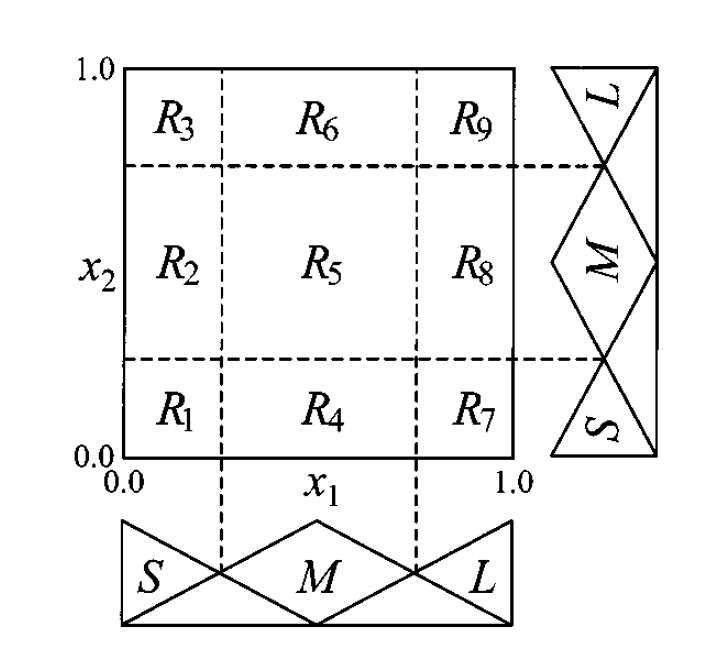 1.0
R3 R6 R9 L
x2 R2 R5 R8 M
R1 R4 R7 S
0.0
0.0 x1 1.0
S M L